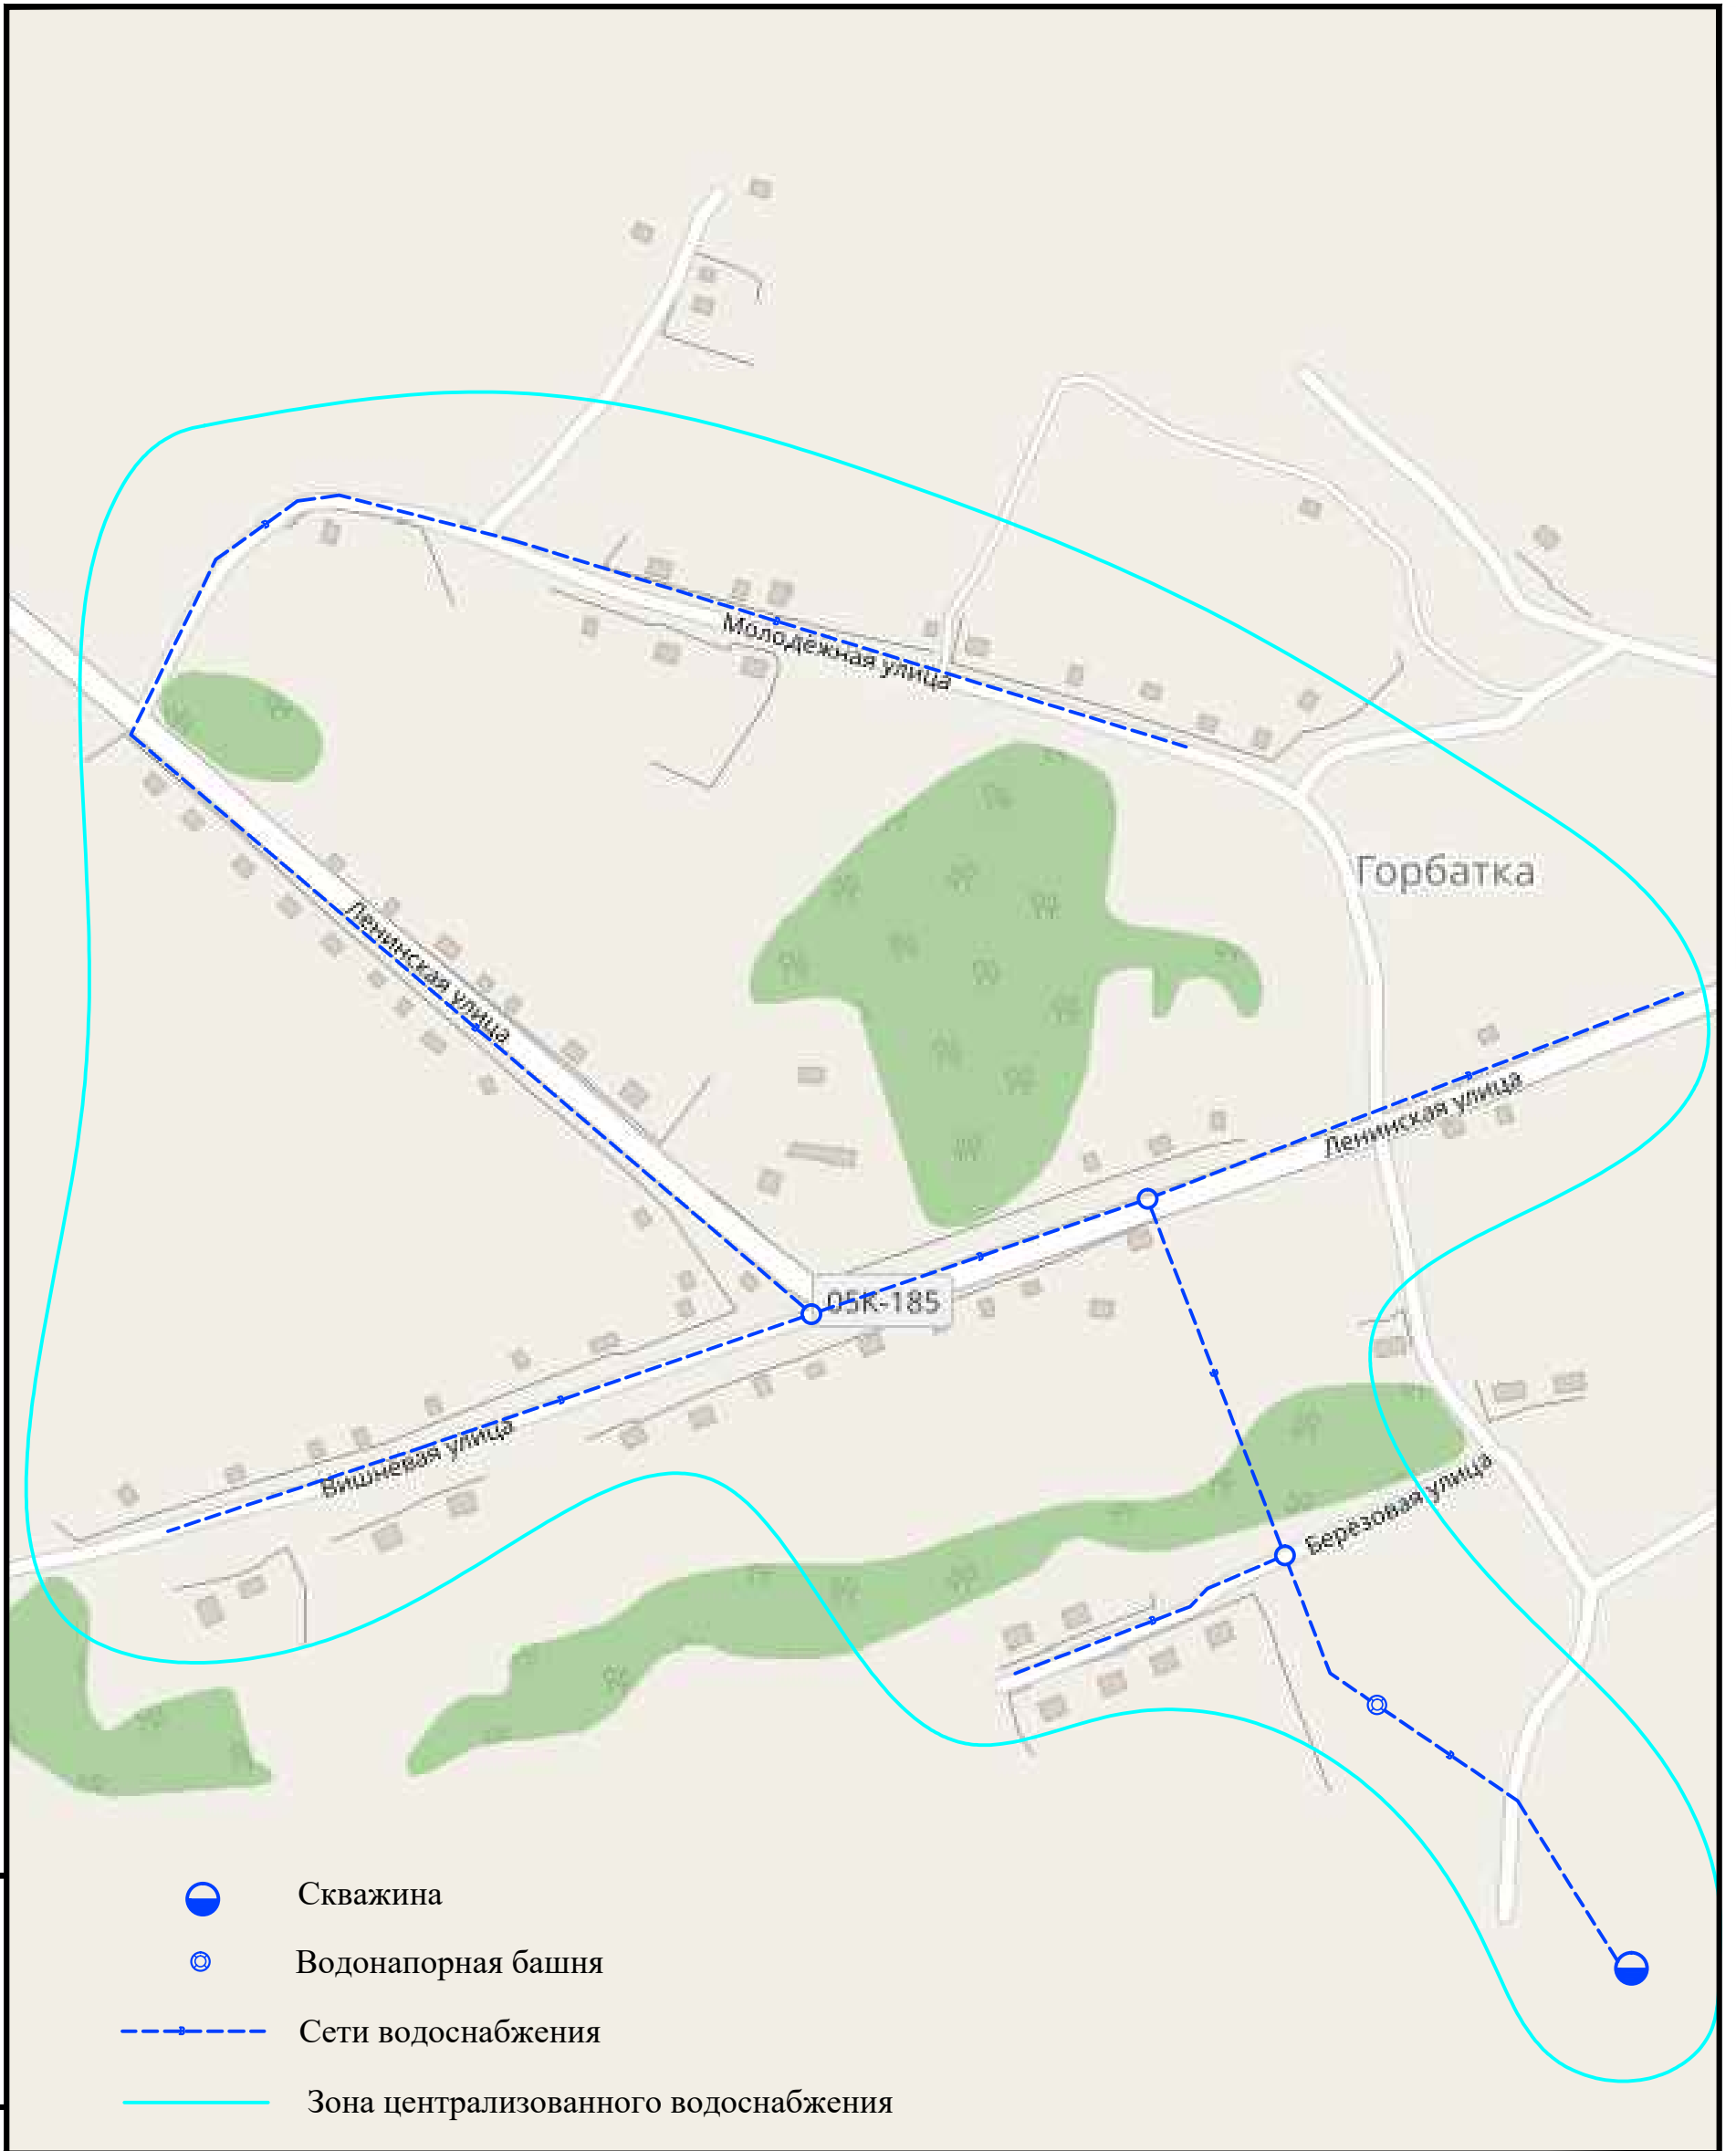 Молодёжная улица
Горбатка
Ленинская улица
Ленинская улица
05К-185
Вишневая улица
Берёзовая улица
Скважина
Водонапорная башня
Сети водоснабжения
Зона централизованного водоснабжения